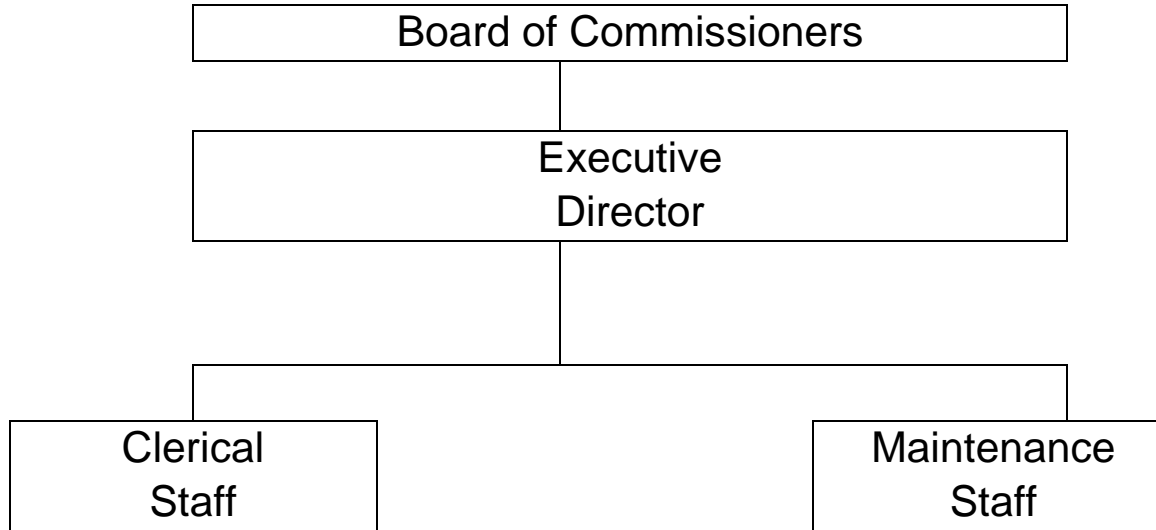 Board of Commissioners
Executive
Director
Clerical
Staff
Maintenance
Staff